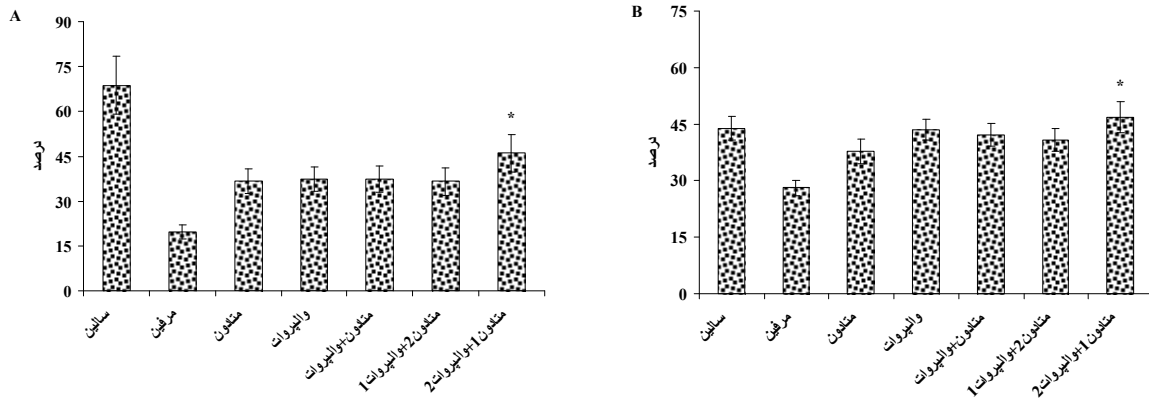 A
90
75
60
45
30
15
0
درصد
*
سالین
مرفین
متادون
والپروات
متادون+والپروات
متادون2+والپروات1
متادون1+والپروات2
B
75
60
45
30
15
0
درصد
*
سالین
مرفین
متادون
والپروات
متادون+والپروات
متادون2+والپروات1
متادون1+والپروات2